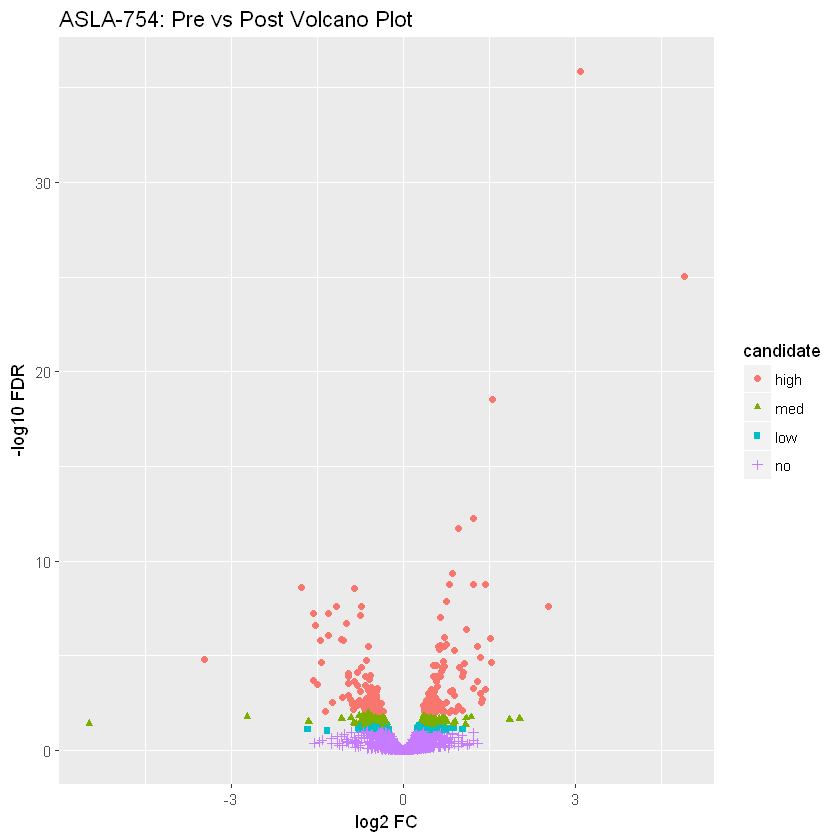 ASLA-754: Pre vs Post Volcano Plot
-log10 FDR
30
20
10
0
-3
0
3
log2 FC
candidate
high
med
low
no